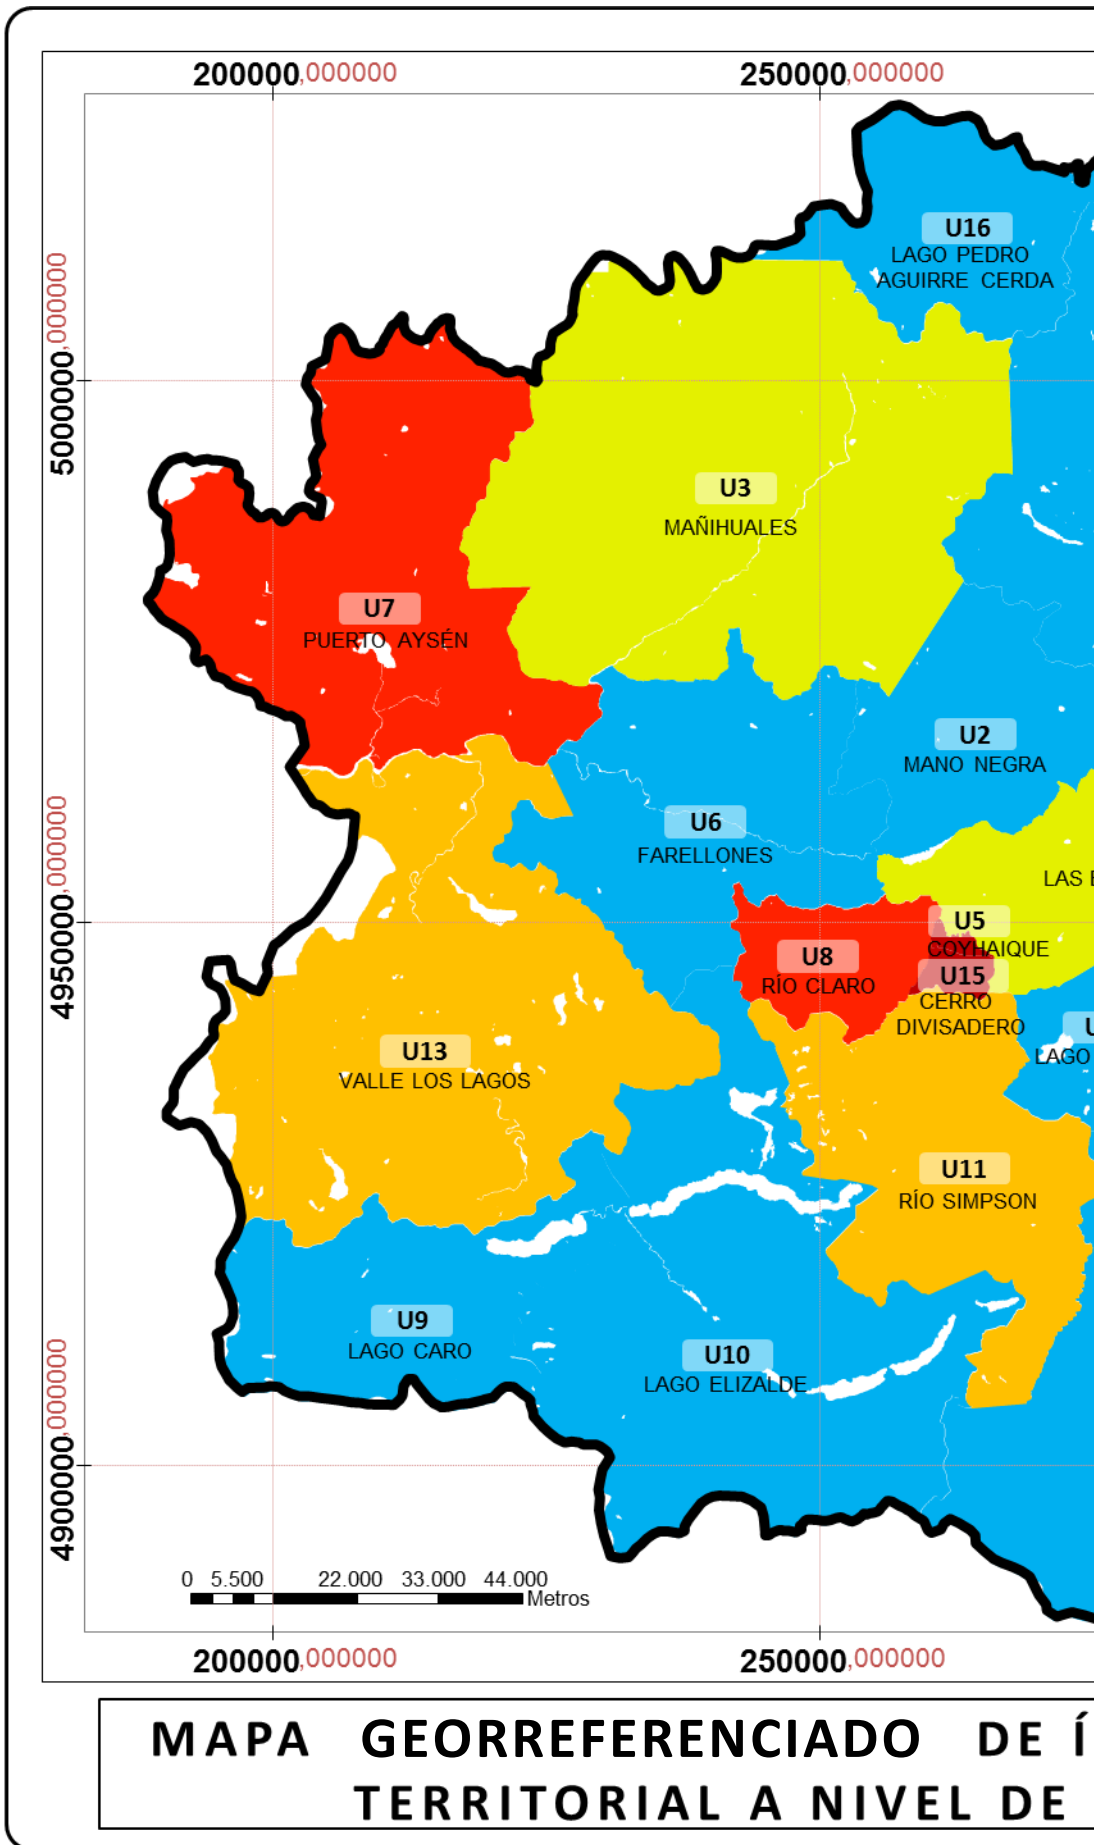 200000,000000 250000,000000
5000000,000000
4950000,000000
4900000,000000
U16
LAGO PEDRO
AGUIRRE CERDA
U3
MAÑIHUALES
U7
PUERTO AYSÉN
U2
MANO NEGRA
U6
FARELLONES
LAS
U5
COYHAIQUE
U8
RÍO CLARO
U15
CERRO
DIVISADERO
LAGO
U13
VALLE LOS LAGOS
U11
RÍO SIMPSON
U9
LAGO CARO
U10
LAGO ELIZALDE
0 5.500 22.000 33.000 44.000
Metros
200000,000000 250000,000000
MAPA GEORREFERENCIADO DE Í
TERRITORIAL A NIVEL DE